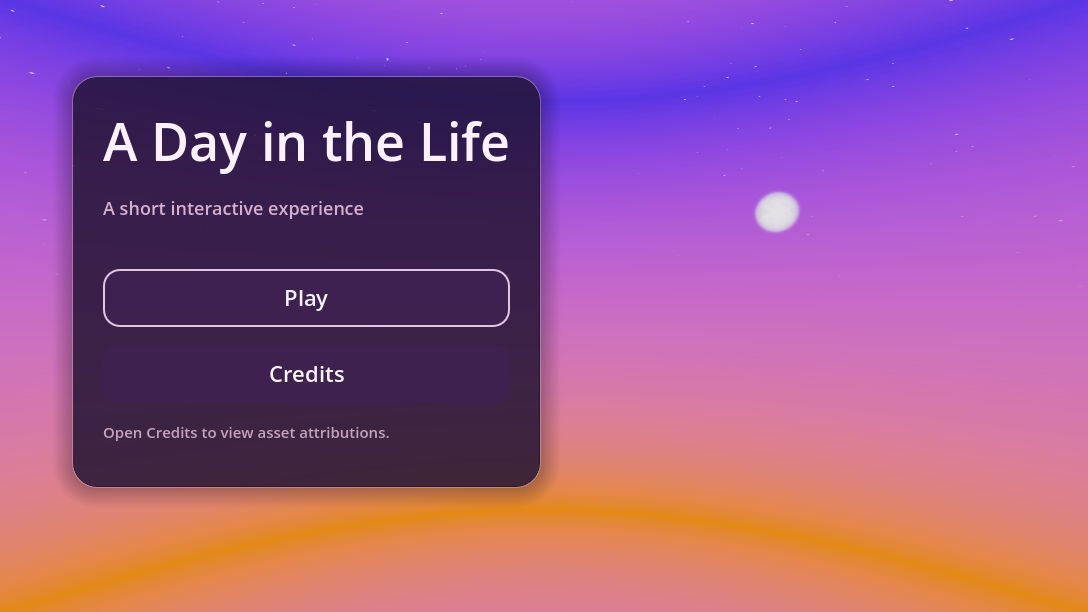 A Day in the Life
A short interactive experience
Play
Credits
Open Credits to view asset attributions.